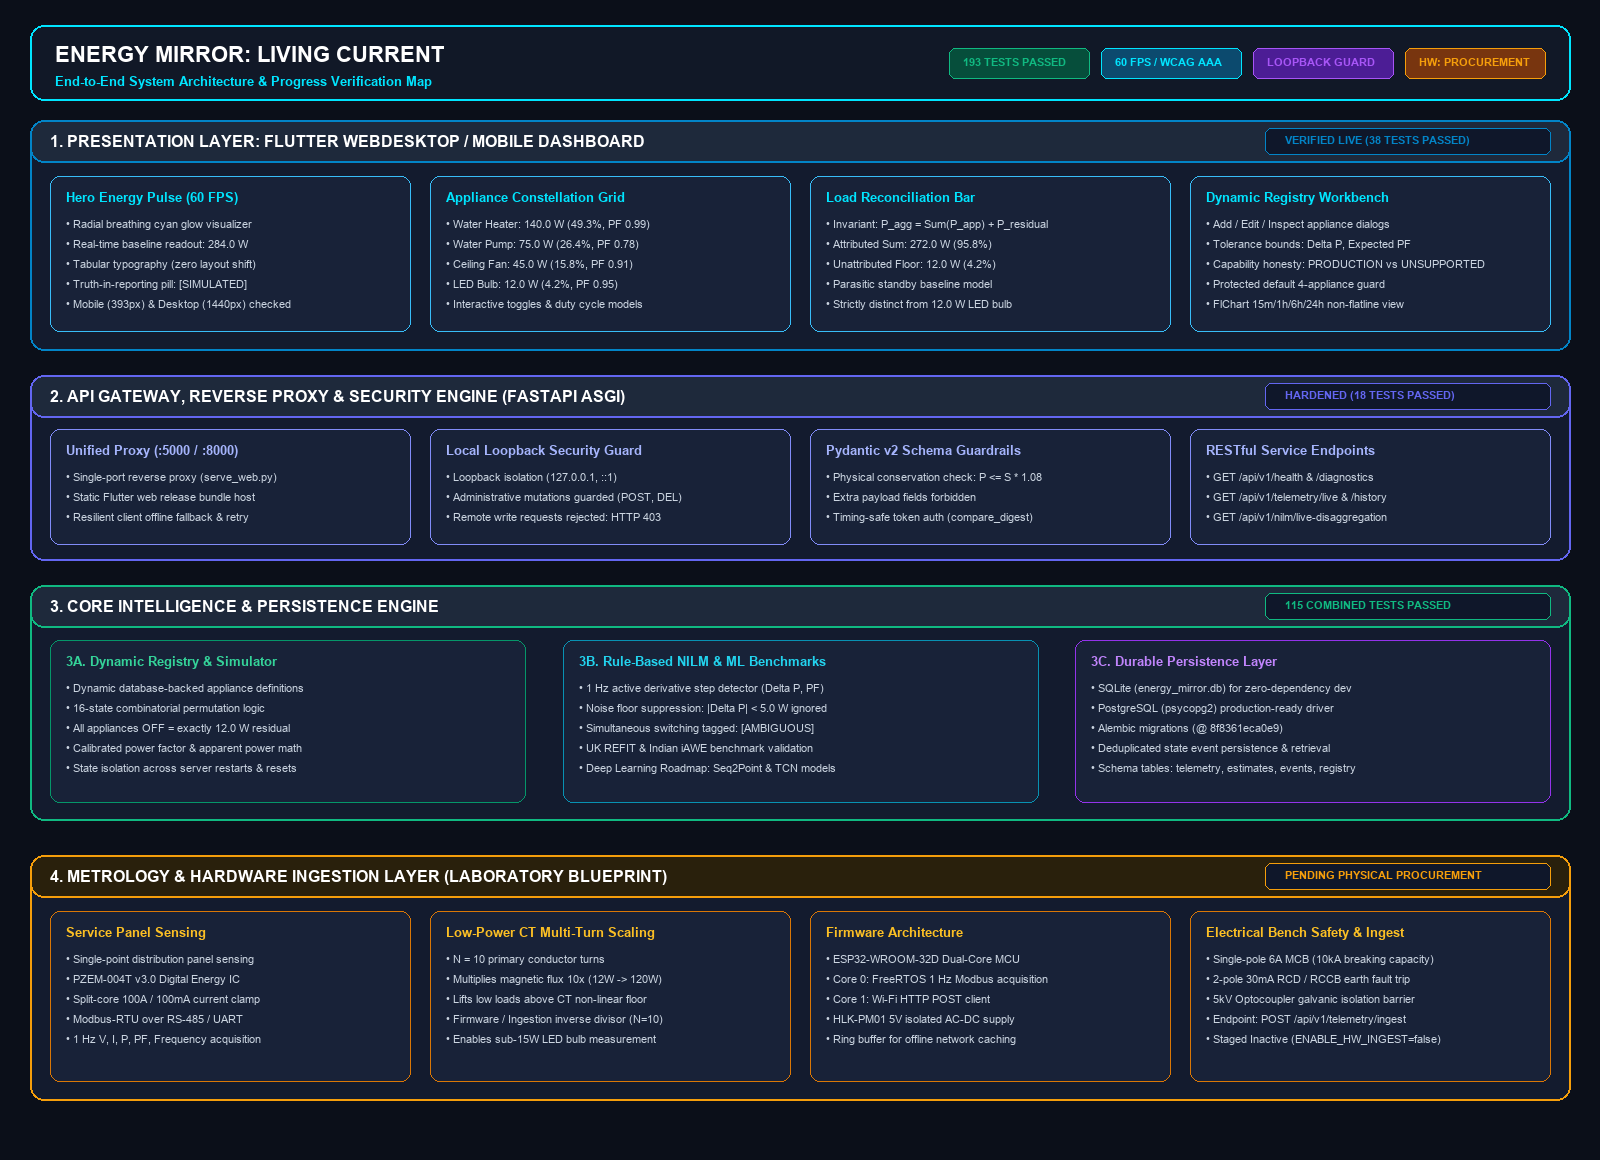 ENERGY MIRROR: LIVING CURRENT
End-to-End System Architecture & Progress Verification Map
193 TESTS PASSED
60 FPS / WCAG AAA
LOOPBACK GUARD
HW: PROCUREMENT
1. PRESENTATION LAYER: FLUTTER WEBDESKTOP / MOBILE DASHBOARD
VERIFIED LIVE (38 TESTS PASSED)
Hero Energy Pulse (60 FPS)
• Radial breathing cyan glow visualizer
• Real-time baseline readout: 284.0 W
• Tabular typography (zero layout shift)
• Truth-in-reporting pill: [SIMULATED]
• Mobile (393px) & Desktop (1440px) checked
Appliance Constellation Grid
• Water Heater: 140.0 W (49.3%, PF 0.99)
• Water Pump: 75.0 W (26.4%, PF 0.78)
• Ceiling Fan: 45.0 W (15.8%, PF 0.91)
• LED Bulb: 12.0 W (4.2%, PF 0.95)
• Interactive toggles & duty cycle models
Load Reconciliation Bar
• Invariant: P_agg = Sum(P_app) + P_residual
• Attributed Sum: 272.0 W (95.8%)
• Unattributed Floor: 12.0 W (4.2%)
• Parasitic standby baseline model
• Strictly distinct from 12.0 W LED bulb
Dynamic Registry Workbench
• Add / Edit / Inspect appliance dialogs
• Tolerance bounds: Delta P, Expected PF
• Capability honesty: PRODUCTION vs UNSUPPORTED
• Protected default 4-appliance guard
• FlChart 15m/1h/6h/24h non-flatline view
2. API GATEWAY, REVERSE PROXY & SECURITY ENGINE (FASTAPI ASGI)
HARDENED (18 TESTS PASSED)
Unified Proxy (:5000 / :8000)
• Single-port reverse proxy (serve_web.py)
• Static Flutter web release bundle host
• Resilient client offline fallback & retry
Local Loopback Security Guard
• Loopback isolation (127.0.0.1, ::1)
• Administrative mutations guarded (POST, DEL)
• Remote write requests rejected: HTTP 403
Pydantic v2 Schema Guardrails
• Physical conservation check: P <= S * 1.08
• Extra payload fields forbidden
• Timing-safe token auth (compare_digest)
RESTful Service Endpoints
• GET /api/v1/health & /diagnostics
• GET /api/v1/telemetry/live & /history
• GET /api/v1/nilm/live-disaggregation
3. CORE INTELLIGENCE & PERSISTENCE ENGINE
115 COMBINED TESTS PASSED
3A. Dynamic Registry & Simulator
• Dynamic database-backed appliance definitions
• 16-state combinatorial permutation logic
• All appliances OFF = exactly 12.0 W residual
• Calibrated power factor & apparent power math
• State isolation across server restarts & resets
3B. Rule-Based NILM & ML Benchmarks
• 1 Hz active derivative step detector (Delta P, PF)
• Noise floor suppression: |Delta P| < 5.0 W ignored
• Simultaneous switching tagged: [AMBIGUOUS]
• UK REFIT & Indian iAWE benchmark validation
• Deep Learning Roadmap: Seq2Point & TCN models
3C. Durable Persistence Layer
• SQLite (energy_mirror.db) for zero-dependency dev
• PostgreSQL (psycopg2) production-ready driver
• Alembic migrations (@ 8f8361eca0e9)
• Deduplicated state event persistence & retrieval
• Schema tables: telemetry, estimates, events, registry
4. METROLOGY & HARDWARE INGESTION LAYER (LABORATORY BLUEPRINT)
PENDING PHYSICAL PROCUREMENT
Service Panel Sensing
• Single-point distribution panel sensing
• PZEM-004T v3.0 Digital Energy IC
• Split-core 100A / 100mA current clamp
• Modbus-RTU over RS-485 / UART
• 1 Hz V, I, P, PF, Frequency acquisition
Low-Power CT Multi-Turn Scaling
• N = 10 primary conductor turns
• Multiplies magnetic flux 10x (12W -> 120W)
• Lifts low loads above CT non-linear floor
• Firmware / Ingestion inverse divisor (N=10)
• Enables sub-15W LED bulb measurement
Firmware Architecture
• ESP32-WROOM-32D Dual-Core MCU
• Core 0: FreeRTOS 1 Hz Modbus acquisition
• Core 1: Wi-Fi HTTP POST client
• HLK-PM01 5V isolated AC-DC supply
• Ring buffer for offline network caching
Electrical Bench Safety & Ingest
• Single-pole 6A MCB (10kA breaking capacity)
• 2-pole 30mA RCD / RCCB earth fault trip
• 5kV Optocoupler galvanic isolation barrier
• Endpoint: POST /api/v1/telemetry/ingest
• Staged Inactive (ENABLE_HW_INGEST=false)